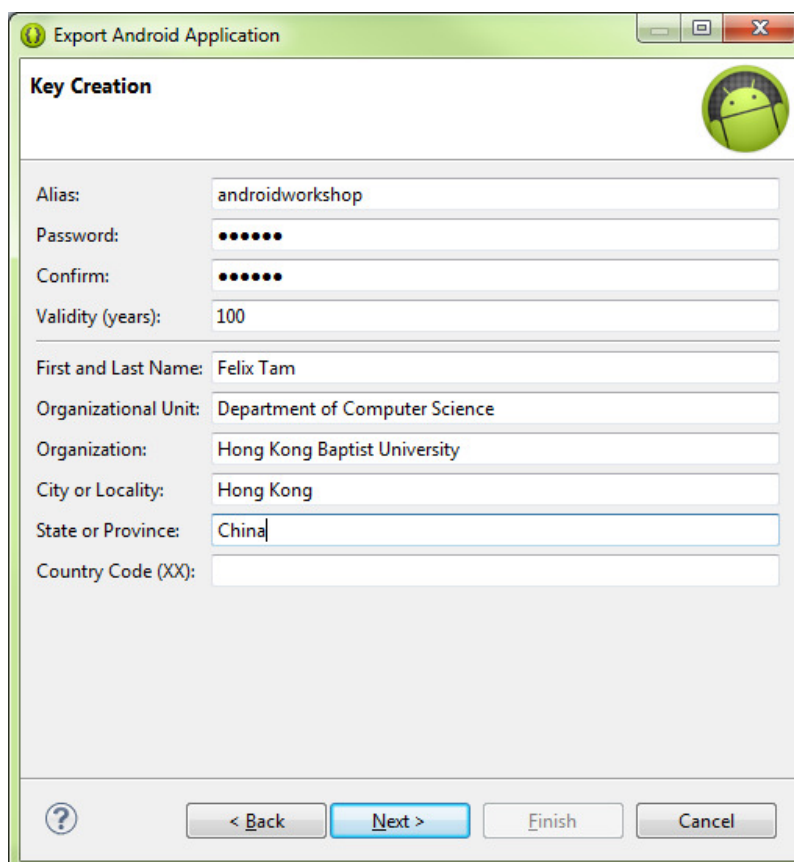 Export Android Application
Key Creation
Alias: androidworkshop
Password: ●●●●●●
Confirm: ●●●●●●
Validity (years): 100
First and Last Name: Felix Tam
Organizational Unit: Department of Computer Science
Organization: Hong Kong Baptist University
City or Locality: Hong Kong
State or Province: China
Country Code (XX):
? < Back Next > Finish Cancel